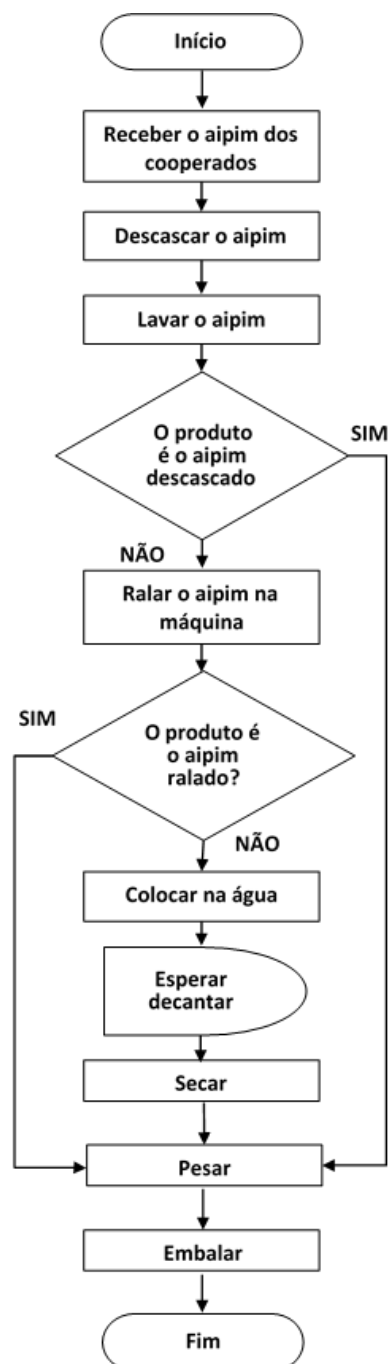 Início
Receber o aipim dos
cooperados
Descascar o aipim
Lavar o aipim
O produto
é o aipim
descascado
SIM
NÃO
Ralar o aipim na
máquina
SIM
O produto é
o aipim
ralado?
NÃO
Colocar na água
Esperar
decantar
Secar
Pesar
Embalar
Fim